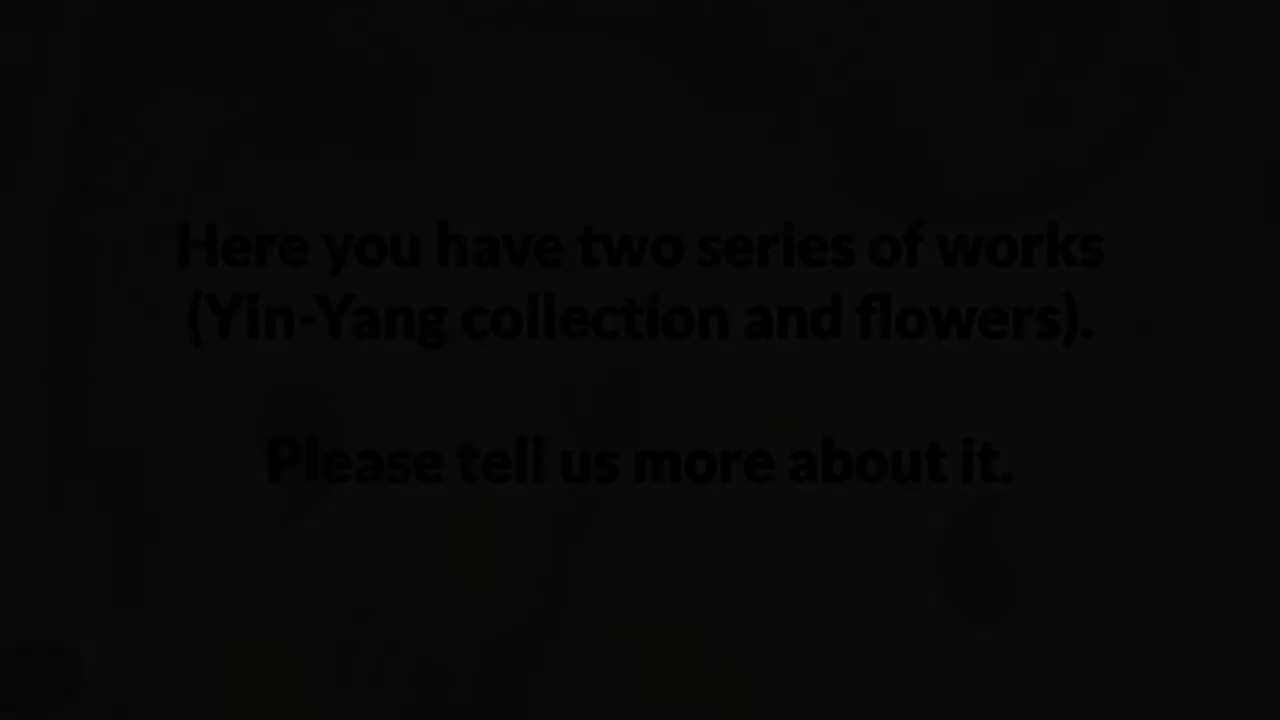 Here you have two series of works
(Yin-Yang collection and flowers).
Please tell us more about it.